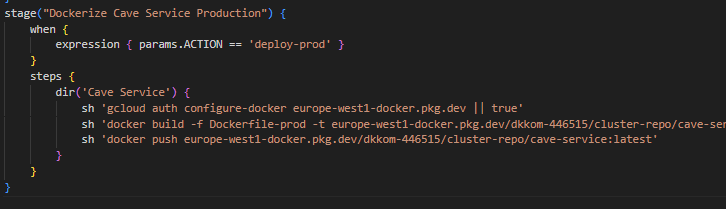 stage("Dockerize Cave Service Production") {
when {
expression { params.ACTION == 'deploy-prod' }
}
steps {
dir('Cave Service') {
sh 'gcloud auth configure-docker europe-west1-docker.pkg.dev || true'
sh 'docker build -f Dockerfile-prod -t europe-west1-docker.pkg.dev/dkkom-446515/cluster-repo/cave-ser
sh 'docker push europe-west1-docker.pkg.dev/dkkom-446515/cluster-repo/cave-service:latest'
}
}
}